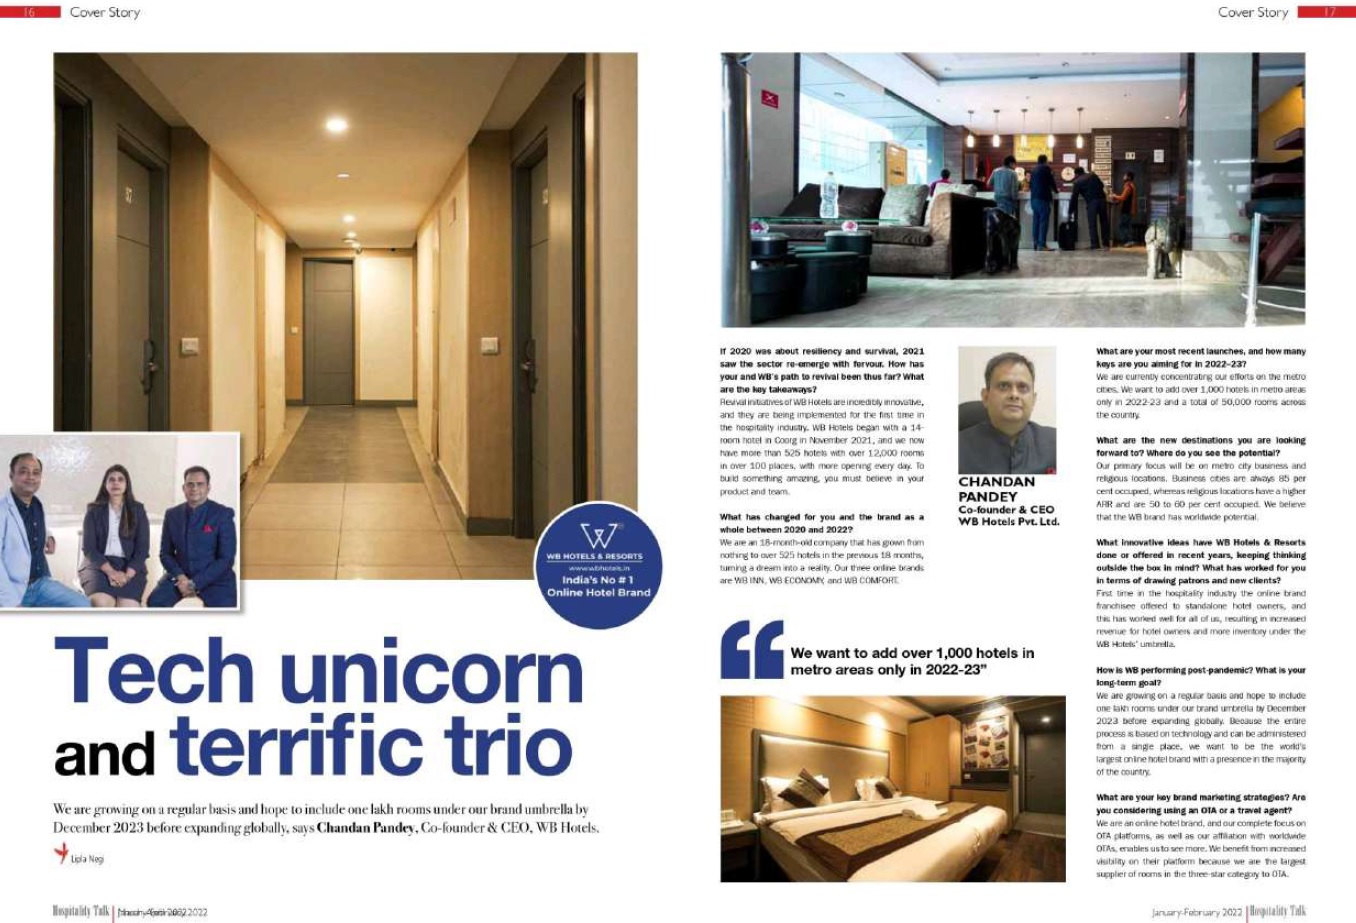 16
Cover Story
WB HOTELS & RESORTS
www.wbhotels.in
India's No # 1
Online Hotel Brand
Tech unicorn
and terrific trio
We are growing on a regular basis and hope to include one lakh rooms under our brand umbrella by
December 2023 before expanding globally, says Chandan Pandey, Co-founder & CEO, WB Hotels.
Lipla Negi
Hospitality Talk
2022
Cover Story
17
If 2020 was about resiliency and survival, 2021
saw the sector re-emerge with fervour. How has
your and WB's path to revival been thus far? What
are the key takeaways?
Revival initiatives of WB Hotels are incredibly innovative,
and they are being implemented for the first time in
the hospitality industry. WB Hotels began with a 14-
room hotel in Coorg in November 2021, and we now
have more than 525 hotels with over 12,000 rooms
in over 100 places, with more opening every day. To
build something amazing, you must believe in your
product and team.
What has changed for you and the brand as a
whole between 2020 and 2022?
We are an 18-month-old company that has grown from
nothing to over 525 hotels in the previous 18 months,
turning a dream into a reality. Our three online brands
are WB INN, WB ECONOMY, and WB COMFORT.
CHANDAN
PANDEY
Co-founder & CEO
WB Hotels Pvt. Ltd.
We want to add over 1,000 hotels in
metro areas only in 2022-23”
What are your most recent launches, and how many
keys are you aiming for in 2022-23?
We are currently concentrating our efforts on the metro
cities. We want to add over 1,000 hotels in metro areas
only in 2022-23 and a total of 50,000 rooms across
the country.
What are the new destinations you are looking
forward to? Where do you see the potential?
Our primary focus will be on metro city business and
religious locations. Business cities are always 85 per
cent occupied, whereas religious locations have a higher
ARR and are 50 to 60 per cent occupied. We believe
that the WB brand has worldwide potential.
What innovative ideas have WB Hotels & Resorts
done or offered in recent years, keeping thinking
outside the box in mind? What has worked for you
in terms of drawing patrons and new clients?
First time in the hospitality industry the online brand
franchisee offered to standalone hotel owners, and
this has worked well for all of us, resulting in increased
revenue for hotel owners and more inventory under the
WB Hotels' umbrella.
How is WB performing post-pandemic? What is your
long-term goal?
We are growing on a regular basis and hope to include
one lakh rooms under our brand umbrella by December
2023 before expanding globally. Because the entire
process is based on technology and can be administered
from a single place, we want to be the world's
largest online hotel brand with a presence in the majority
of the country.
What are your key brand marketing strategies? Are
you considering using an OTA or a travel agent?
We are an online hotel brand, and our complete focus on
OTA platforms, as well as our affiliation with worldwide
OTAs, enables us to see more. We benefit from increased
visibility on their platform because we are the largest
supplier of rooms in the three-star category to OTA.
January-February 2022 Hospitality Talk